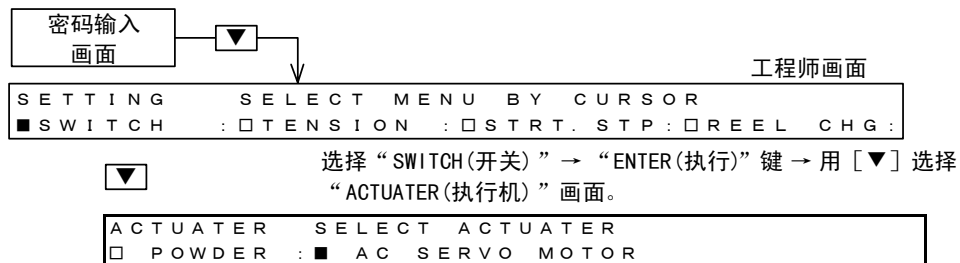 密码输入
画面
▼
工程师画面
SETTING SELECT MENU BY CURSOR
■SWITCH :□TENSION :□STRT. STP:□REEL CHG:
选择“SWITCH(开关)”→“ENTER(执行)”键→用［▼］选择
▼
“ACTUATER(执行机)”画面。
ACTUATER SELECT ACTUATER
□ POWDER :■ AC SERVO MOTOR